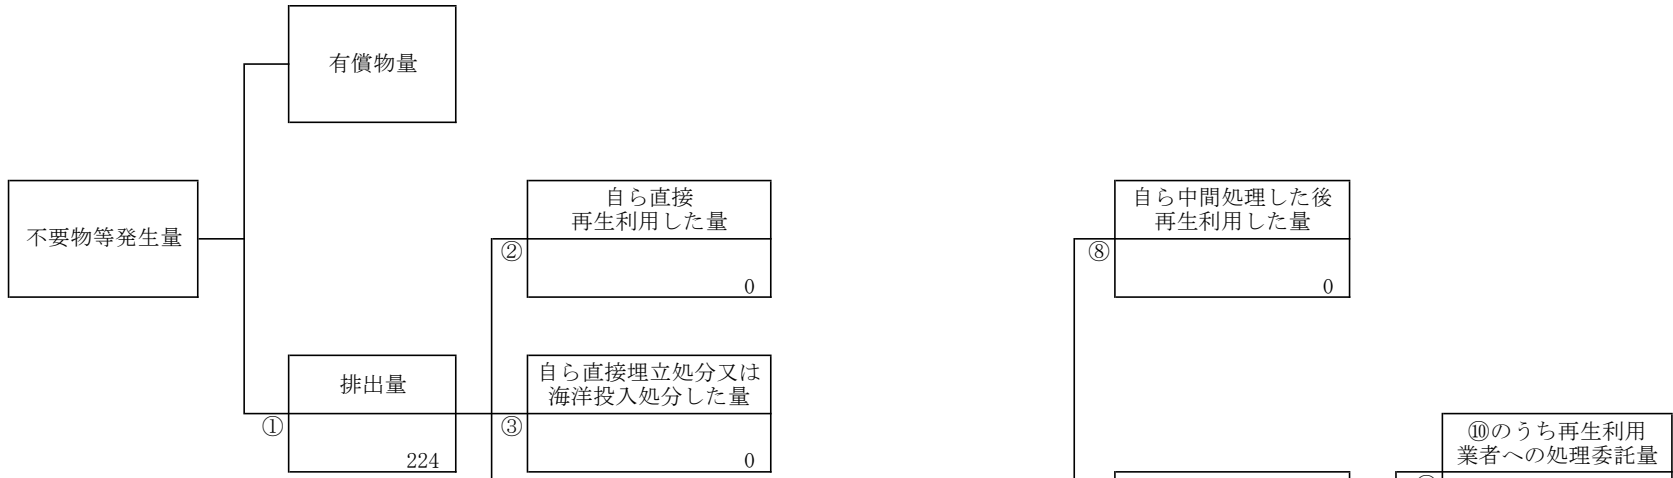 有償物量
不要物等発生量
自ら直接
再生利用した量
②
0
自ら中間処理した後
再生利用した量
⑧
0
排出量
①
224
自ら直接埋立処分又は
海洋投入処分した量
③
0
⑩のうち再生利用
業者への処理委託量